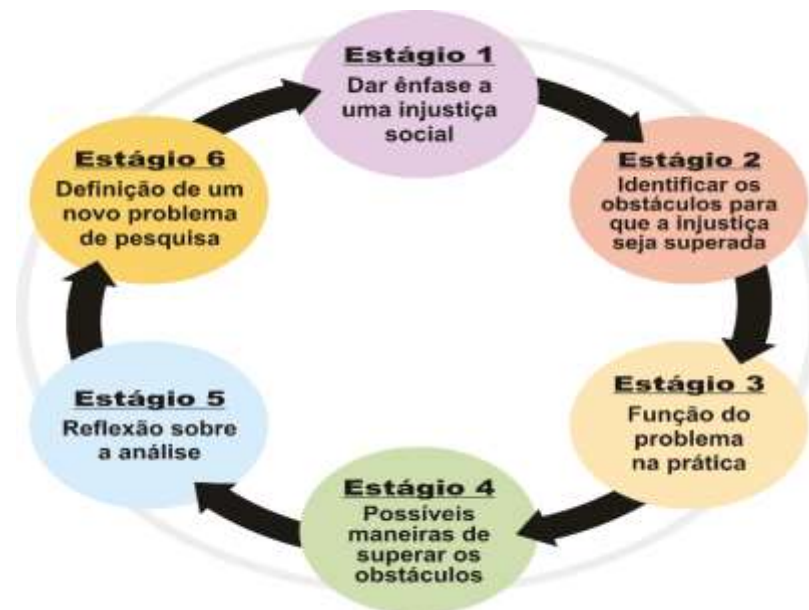 Estágio 1
Dar ênfase a
uma injustiça
social
Estágio 2
Identificar os
obstáculos para
que a injustiça
seja superada
Estágio 3
Função do
problema
na prática
Estágio 4
Possíveis
maneiras de
superar os
obstáculos
Estágio 5
Reflexão sobre
a análise
Estágio 6
Definição de um
novo problema
de pesquisa